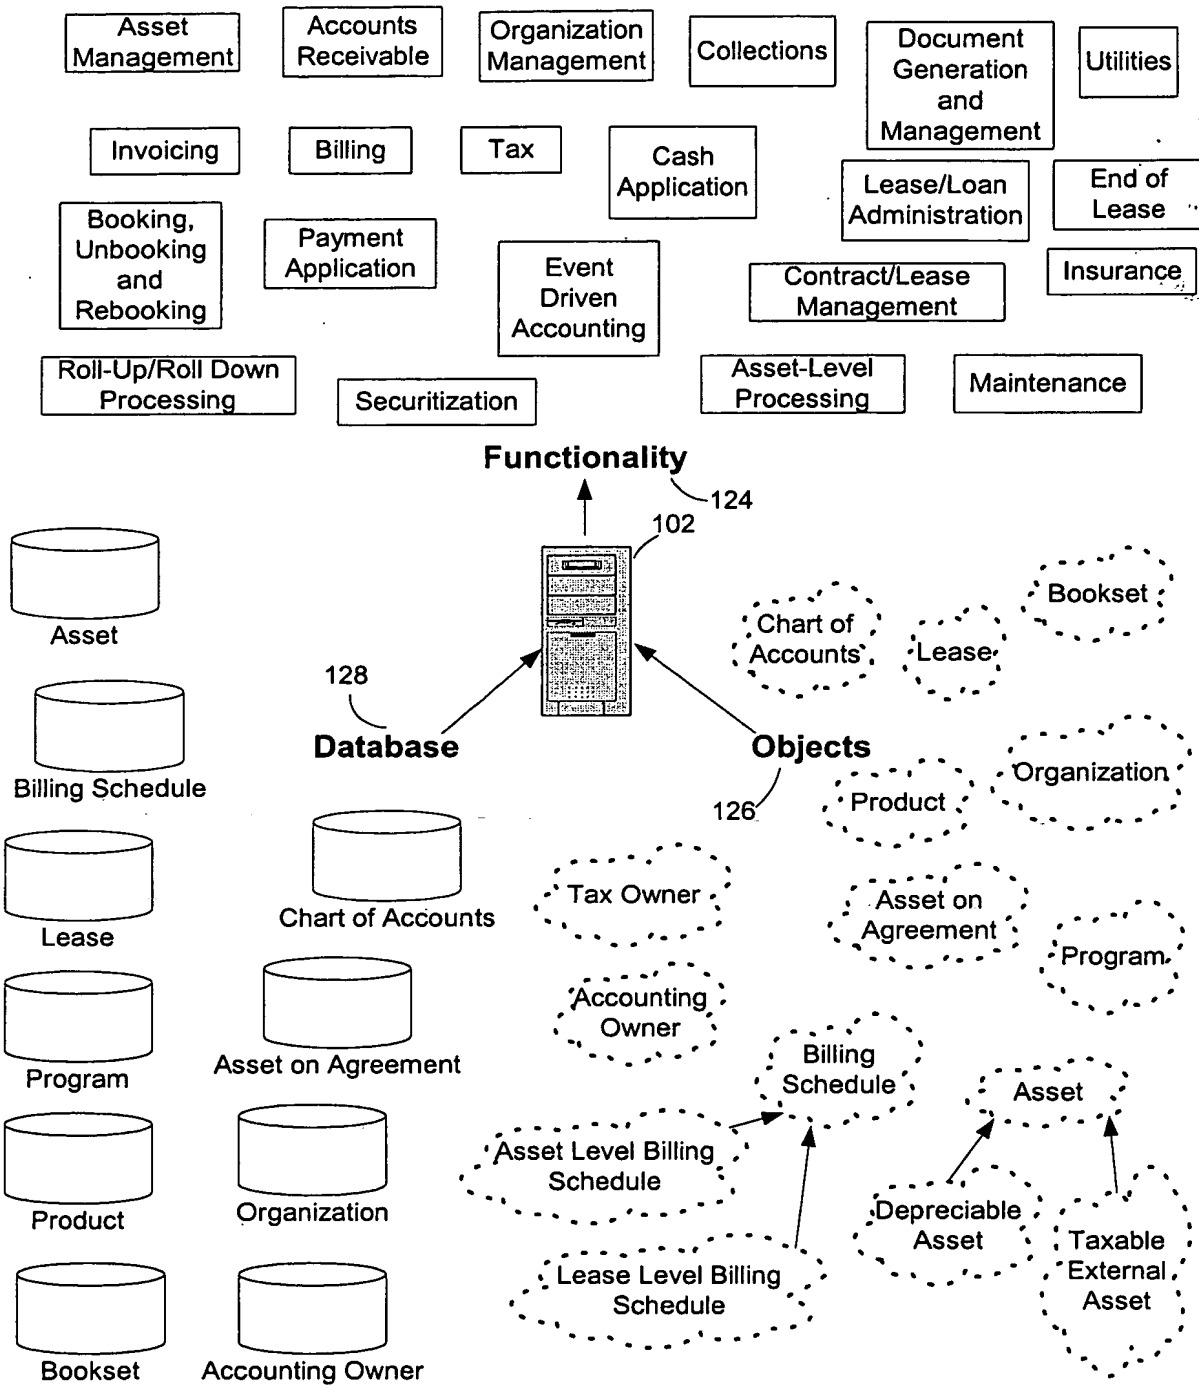 Asset
Management
Accounts
Receivable
Organization
Management
Collections
Document
Generation
and
Management
Utilities
Invoicing
Billing
Tax
Cash
Application
Lease/Loan
Administration
End of
Lease
Booking,
Unbooking
and
Rebooking
Payment
Application
Event
Driven
Accounting
Contract/Lease
Management
Insurance
Roll-Up/Roll Down
Processing
Securitization
Asset-Level
Processing
Maintenance
Functionality
124
102
128
Database
Objects
126
Asset
Billing Schedule
Lease
Chart of Accounts
Program
Asset on Agreement
Product
Organization
Bookset
Accounting Owner
Chart of
Accounts
Lease
Bookset
Product
Organization
Tax Owner
Asset on
Agreement
Program
Accounting
Owner
Billing
Schedule
Asset
Asset Level Billing
Schedule
Lease Level Billing
Schedule
Depreciable
Asset
Taxable
External
Asset